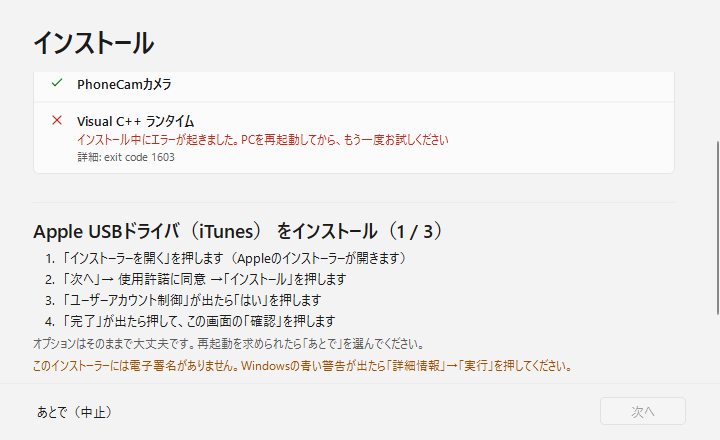 インストール
PhoneCamカメラ
Visual C++ ランタイム
インストール中にエラーが起きました。PCを再起動してから、もう一度お試しください
詳細: exit code 1603
Apple USBドライバ（iTunes） をインストール（1 / 3）
1. 「インストーラーを開く」を押します（Appleのインストーラーが開きます）
2. 「次へ」→ 使用許諾に同意 →「インストール」を押します
3. 「ユーザーアカウント制御」が出たら「はい」を押します
4. 「完了」が出たら押して、この画面の「確認」を押します
オプションはそのままで大丈夫です。再起動を求められたら「あとで」を選んでください。
このインストーラーには電子署名がありません。Windowsの青い警告が出たら「詳細情報」→「実行」を押してください。
あとで（中止）
次へ